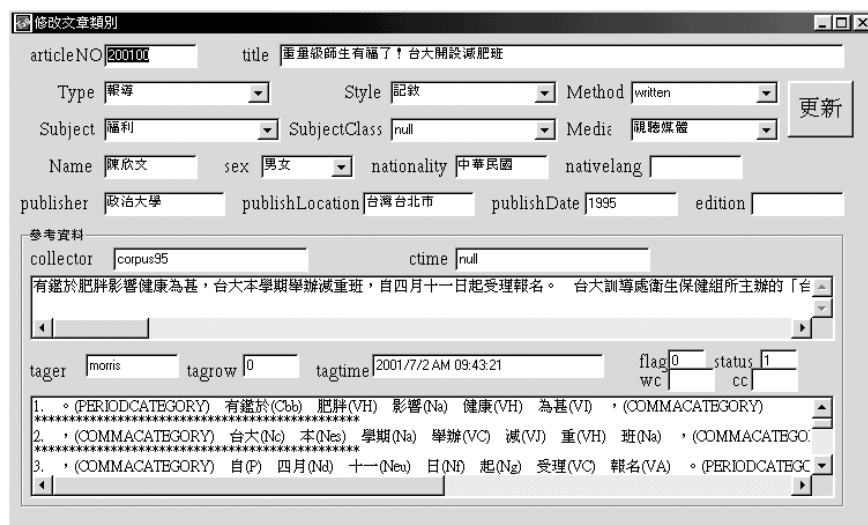 修改文章類別
articleNO 200100 title 重量級師生有福了！台大開設減肥班
Type 報導 Style 記敘 Method written
更新
Subject 福利 SubjectClass null Media 視聽媒體
Name 陳欣文 sex 男女 nationality 中華民國 nativelang
publisher 政治大學 publishLocation 台灣台北市 publishDate 1995 edition
參考資料
collector corpus95 ctime null
有鑑於肥胖影響健康為甚，台大本學期舉辦減重班，自四月十一日起受理報名。 台大訓導處衛生保健組所主辦的「台
tager morris tagrow 0 tagtime 2001/7/2 AM 09:43:21 flag 0 status 1
wc cc
1. 。(PERIODCATEGORY) 有鑑於(Cbb) 肥胖(VH) 影響(Na) 健康(VH) 為甚(VI) ，(COMMACATEGORY)
****************************************************
2. ，(COMMACATEGORY) 台大(Nc) 本(Nes) 學期(Na) 舉辦(VC) 減(VJ) 重(VH) 班(Na) ，(COMMACATEGO
****************************************************
3. ，(COMMACATEGORY) 自(P) 四月(Nd) 十一(Neu) 日(Nf) 起(Ng) 受理(VC) 報名(VA) 。(PERIODCATEGC